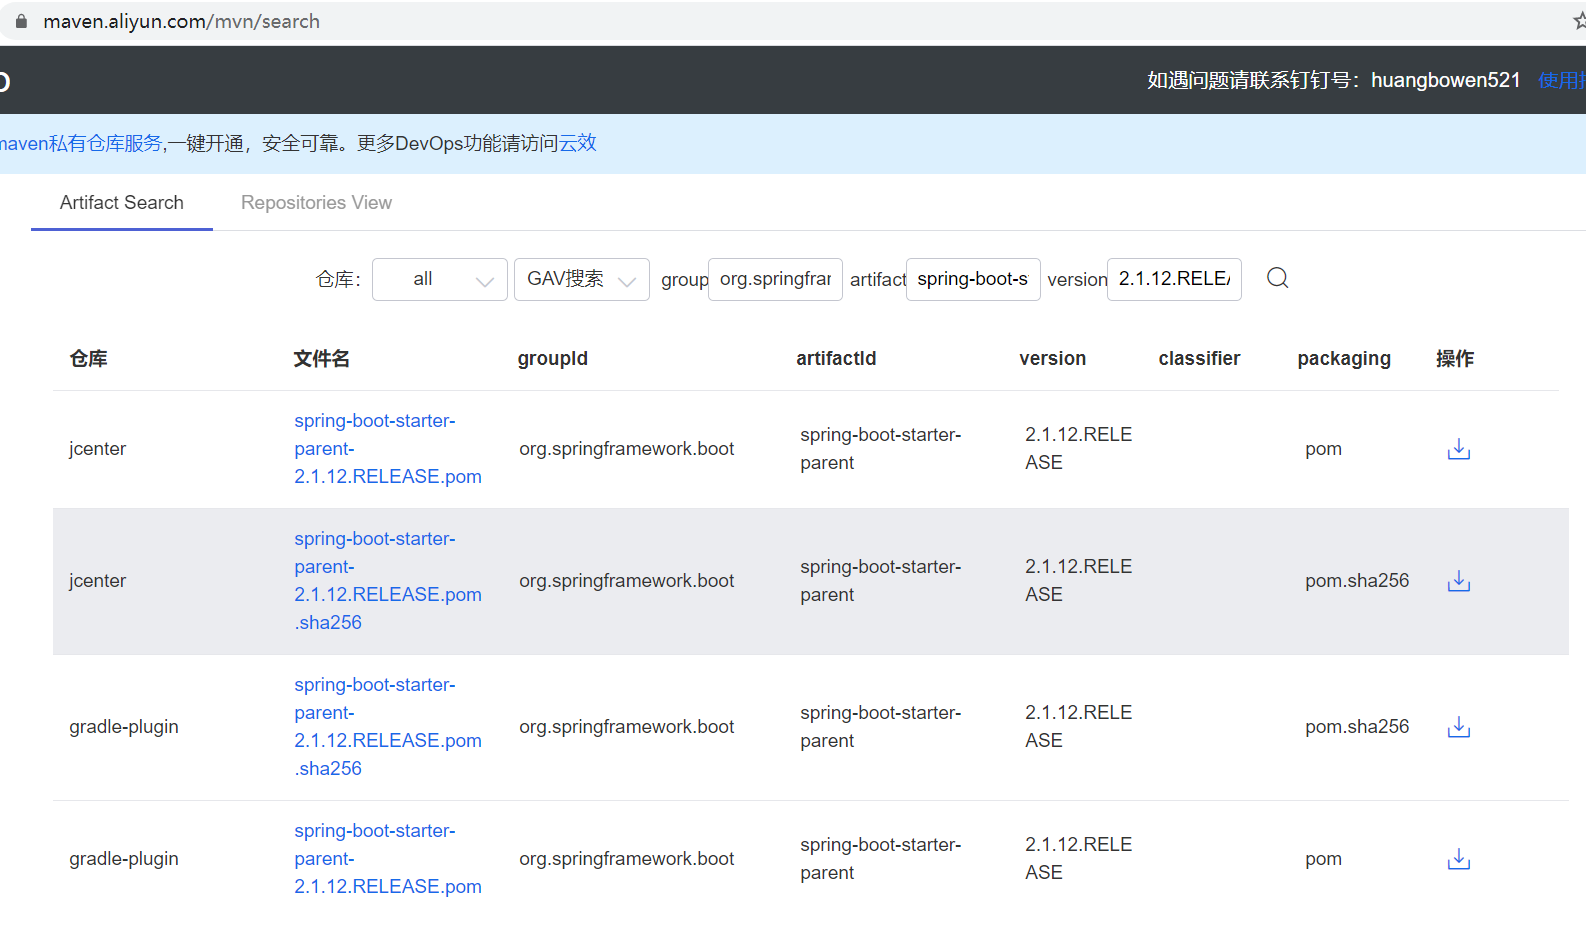 maven.aliyun.com/mvn/search
如遇问题请联系钉钉号：huangbowen521 使用
maven私有仓库服务,一键开通，安全可靠。更多DevOps功能请访问云效
Artifact Search Repositories View
仓库： all GAV搜索 group org.springfrar artifact spring-boot-s version 2.1.12.RELE
仓库 文件名 groupId artifactId version classifier packaging 操作
spring-boot-starter-
parent-
2.1.12.RELEASE.pom
jcenter org.springframework.boot spring-boot-starter-
parent
2.1.12.RELE
ASE
pom
spring-boot-starter-
parent-
2.1.12.RELEASE.pom
.sha256
jcenter org.springframework.boot spring-boot-starter-
parent
2.1.12.RELE
ASE
pom.sha256
spring-boot-starter-
parent-
2.1.12.RELEASE.pom
.sha256
gradle-plugin org.springframework.boot spring-boot-starter-
parent
2.1.12.RELE
ASE
pom.sha256
spring-boot-starter-
parent-
2.1.12.RELEASE.pom
gradle-plugin org.springframework.boot spring-boot-starter-
parent
2.1.12.RELE
ASE
pom